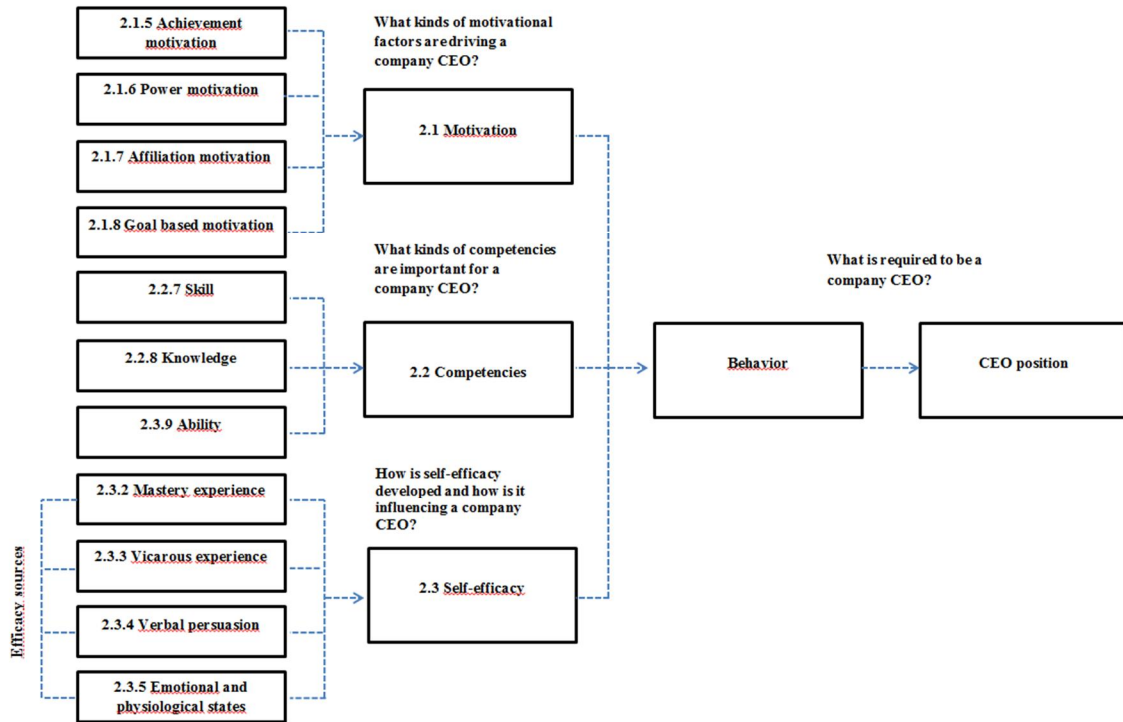 2.1.5 Achievement
motivation
2.1.6 Power motivation
2.1.7 Affiliation motivation
2.1.8 Goal based motivation
2.2.7 Skill
2.2.8 Knowledge
2.3.9 Ability
Efficacy sources
2.3.2 Mastery experience
2.3.3 Vicarous experience
2.3.4 Verbal persuasion
2.3.5 Emotional and
physiological states
What kinds of motivational
factors are driving a
company CEO?
2.1 Motivation
What kinds of competencies
are important for a
company CEO?
2.2 Competencies
How is self-efficacy
developed and how is it
influencing a company
CEO?
2.3 Self-efficacy
Behavior
What is required to be a
company CEO?
CEO position